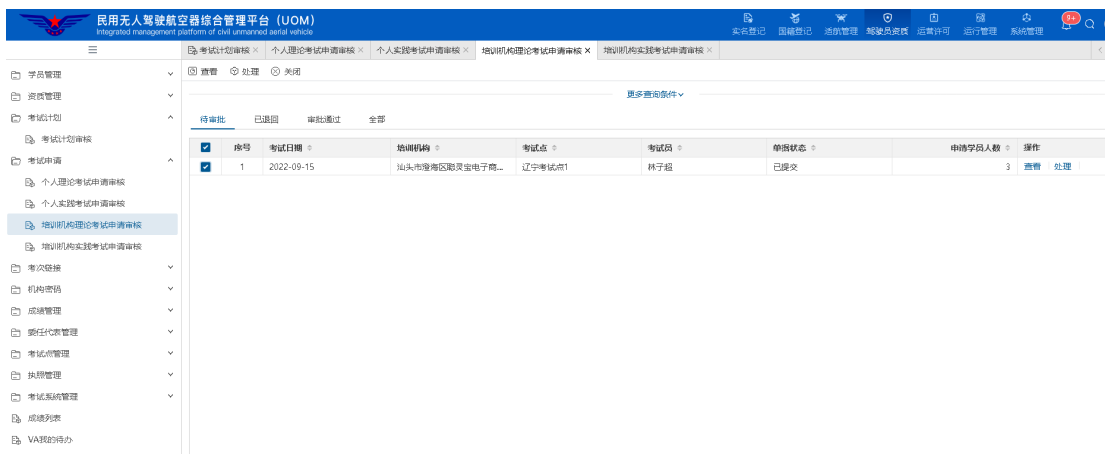 民用无人驾驶航空器综合管理平台（UOM）
Integrated management platform of civil unmanned aerial vehicle
实名登记 国籍登记 适航管理 驾驶员资质 运营许可 运行管理 系统管理 9+
考试计划审核 × 个人理论考试申请审核 × 个人实践考试申请审核 × 培训机构理论考试申请审核 × 培训机构实践考试申请审核 ×
学员管理
资质管理
考试计划
考试计划审核
考试申请
个人理论考试申请审核
个人实践考试申请审核
培训机构理论考试申请审核
培训机构实践考试申请审核
考次链接
机构密码
成绩管理
委任代表管理
考试点管理
执照管理
考试系统管理
成绩列表
VA我的待办
查看 处理 关闭
更多查询条件
待审批 已退回 审批通过 全部
序号 考试日期 培训机构 考试点 考试员 单据状态 申请学员人数 操作
1 2022-09-15 汕头市澄海区聪灵宝电子商... 辽宁考试点1 林子超 已提交 3 查看 处理